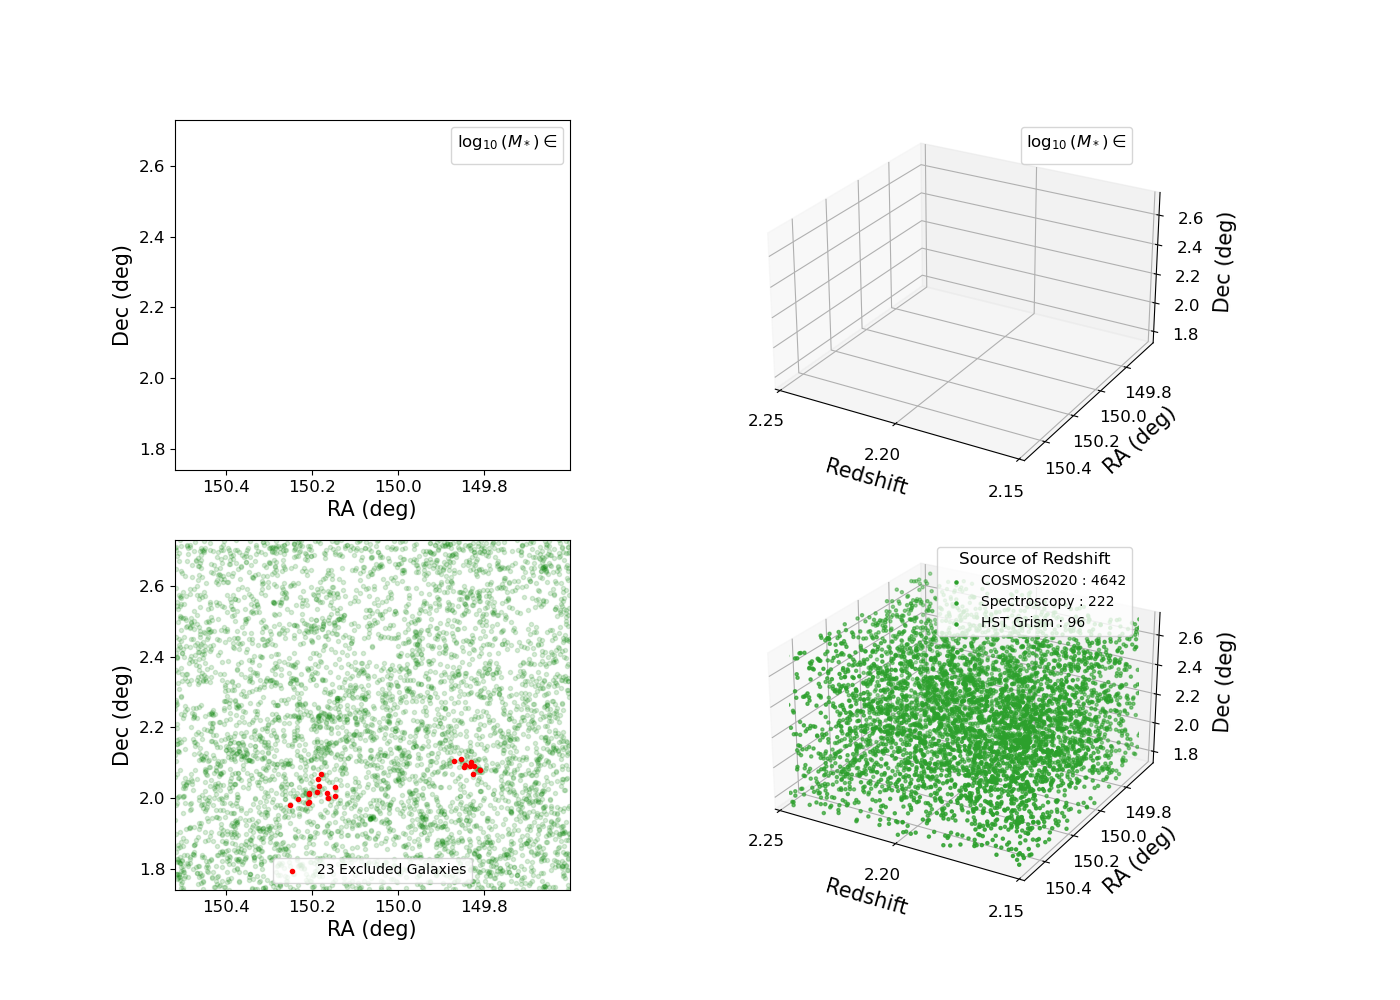 log₁₀(M*) ∈
2.6
2.4
2.2
2.0
1.8
Dec (deg)
150.4 150.2 150.0 149.8
RA (deg)
log₁₀(M*) ∈
2.6
2.4
2.2
2.0
1.8
Dec (deg)
149.8
150.0
150.2
150.4
RA (deg)
2.25
2.20
2.15
Redshift
2.6
2.4
2.2
2.0
1.8
Dec (deg)
23 Excluded Galaxies
150.4 150.2 150.0 149.8
RA (deg)
Source of Redshift
COSMOS2020 : 4642
Spectroscopy : 222
HST Grism : 96
2.6
2.4
2.2
2.0
1.8
Dec (deg)
149.8
150.0
150.2
150.4
RA (deg)
2.25
2.20
2.15
Redshift